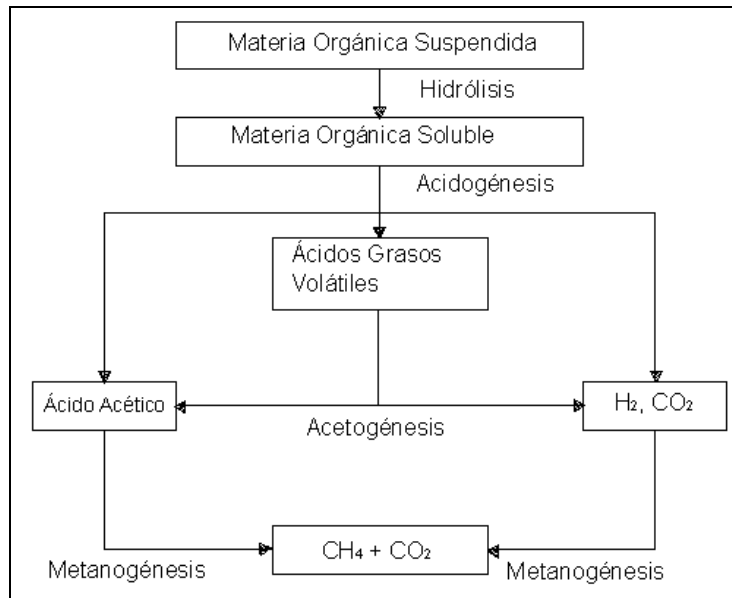 Materia Orgánica Suspendida
Hidrólisis
Materia Orgánica Soluble
Acidogénesis
Ácidos Grasos
Volátiles
Ácido Acético
H₂, CO₂
Acetogénesis
CH₄ + CO₂
Metanogénesis
Metanogénesis